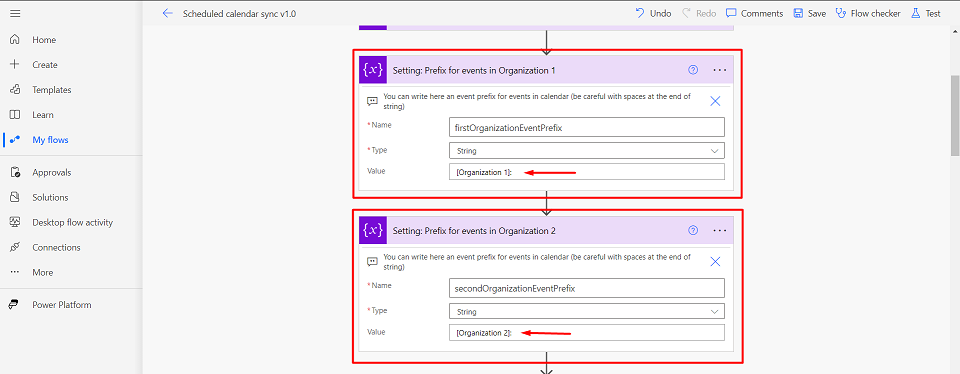 Scheduled calendar sync v1.0
Undo
Redo
Comments
Save
Flow checker
Test
Home
Create
Templates
Learn
My flows
Approvals
Solutions
Desktop flow activity
Connections
More
Power Platform
{x} Setting: Prefix for events in Organization 1
You can write here an event prefix for events in calendar (be careful with spaces at the end of
string)
*Name firstOrganizationEventPrefix
*Type String
Value [Organization 1]:
{x} Setting: Prefix for events in Organization 2
You can write here an event prefix for events in calendar (be careful with spaces at the end of
string)
*Name secondOrganizationEventPrefix
*Type String
Value [Organization 2]: